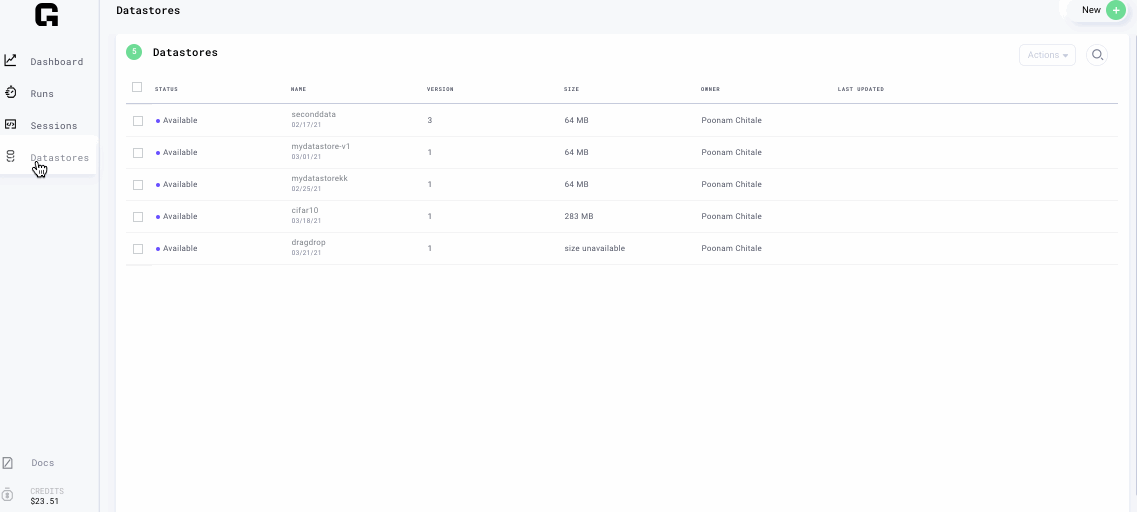 Datastores
New +
Dashboard
Runs
Sessions
Datastores
Docs
CREDITS
$23.51
5 Datastores
Actions
STATUS NAME VERSION SIZE OWNER LAST UPDATED
Available seconddata 3 64 MB Poonam Chitale
02/17/21
Available mydatastore-v1 1 64 MB Poonam Chitale
03/01/21
Available mydatastorekk 1 64 MB Poonam Chitale
02/25/21
Available cifar10 1 283 MB Poonam Chitale
03/18/21
Available dragdrop 1 size unavailable Poonam Chitale
03/21/21